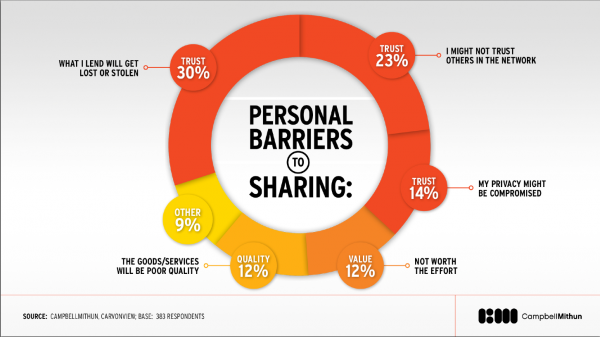 PERSONAL
BARRIERS
TO
SHARING:
TRUST
30%
WHAT I LEND WILL GET
LOST OR STOLEN
TRUST
23%
I MIGHT NOT TRUST
OTHERS IN THE NETWORK
TRUST
14%
MY PRIVACY MIGHT
BE COMPROMISED
VALUE
12%
NOT WORTH
THE EFFORT
QUALITY
12%
THE GOODS/SERVICES
WILL BE POOR QUALITY
OTHER
9%
SOURCE: CAMPBELLMITHUN, CARVONVIEW; BASE: 383 RESPONDENTS
CampbellMithun